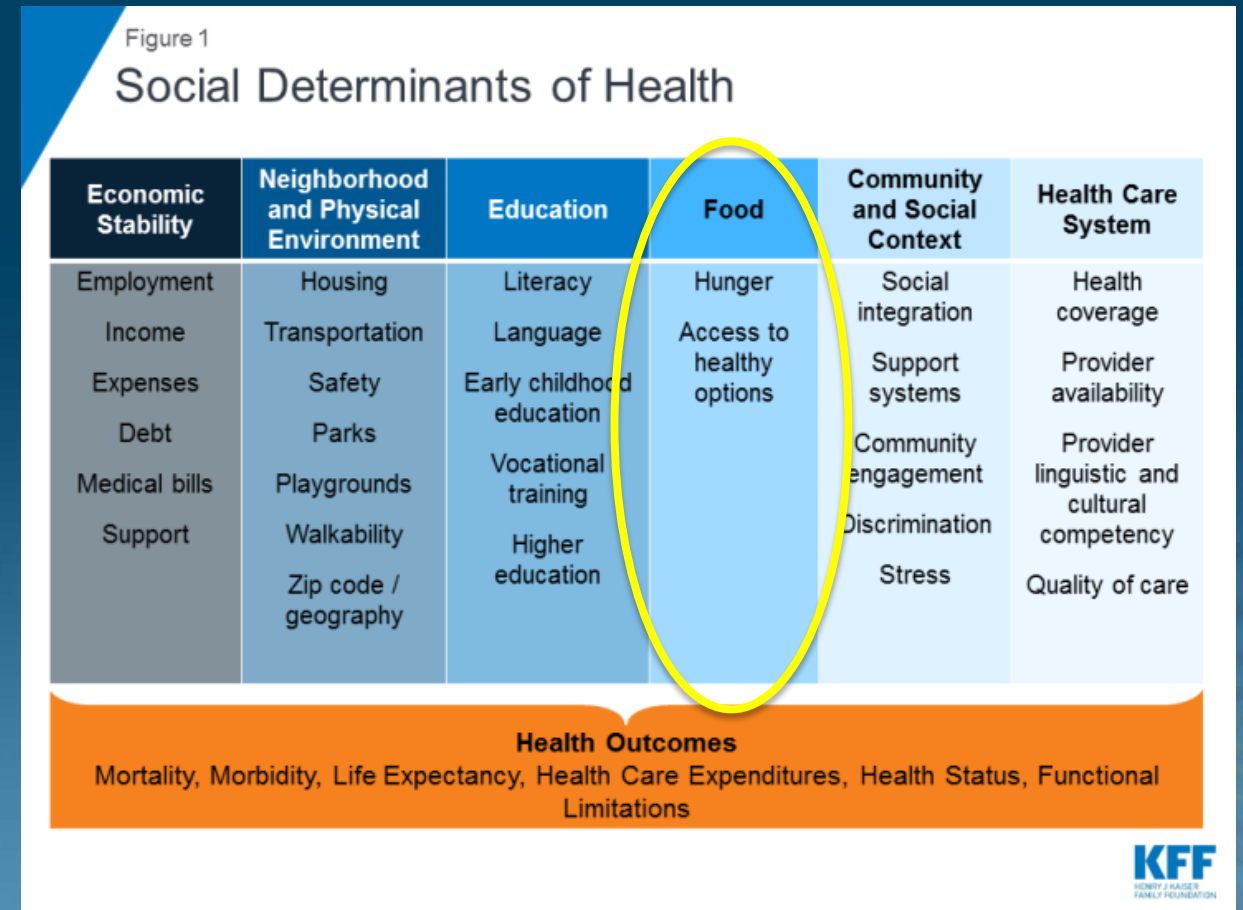 Figure 1
Social Determinants of Health
Economic
Stability
Neighborhood
and Physical
Environment
Education
Food
Community
and Social
Context
Health Care
System
Employment
Income
Expenses
Debt
Medical bills
Support
Housing
Transportation
Safety
Parks
Playgrounds
Walkability
Zip code /
geography
Literacy
Language
Early childhood
education
Vocational
training
Higher
education
Hunger
Access to
healthy
options
Social
integration
Support
systems
Community
engagement
Discrimination
Stress
Health
coverage
Provider
availability
Provider
linguistic and
cultural
competency
Quality of care
Health Outcomes
Mortality, Morbidity, Life Expectancy, Health Care Expenditures, Health Status, Functional
Limitations
KFF
HENRY J KAISER
FAMILY FOUNDATION